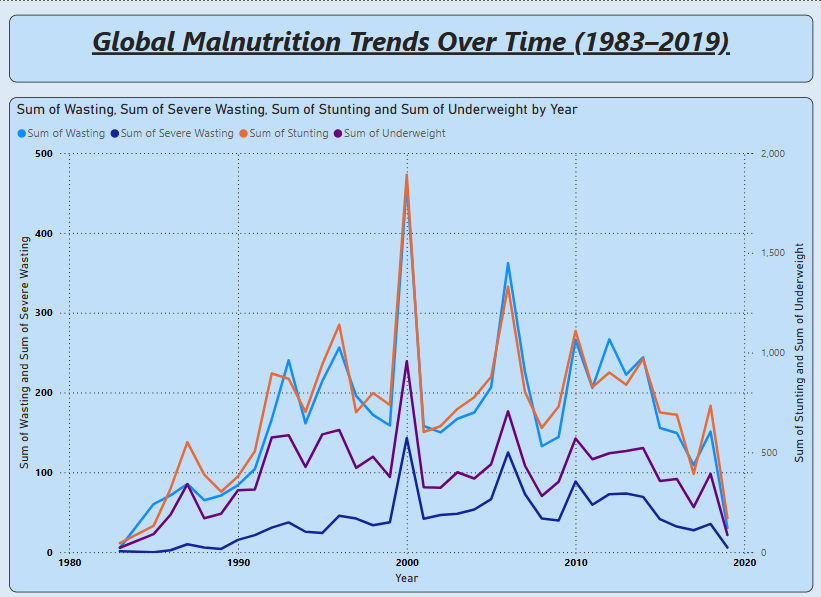 Global Malnutrition Trends Over Time (1983–2019)
Sum of Wasting, Sum of Severe Wasting, Sum of Stunting and Sum of Underweight by Year
Sum of Wasting Sum of Severe Wasting Sum of Stunting Sum of Underweight
500 2,000
400
1,500
300
1,000
200
500
100
0 0
Sum of Wasting and Sum of Severe Wasting
Sum of Stunting and Sum of Underweight
1980 1990 2000 2010 2020
Year